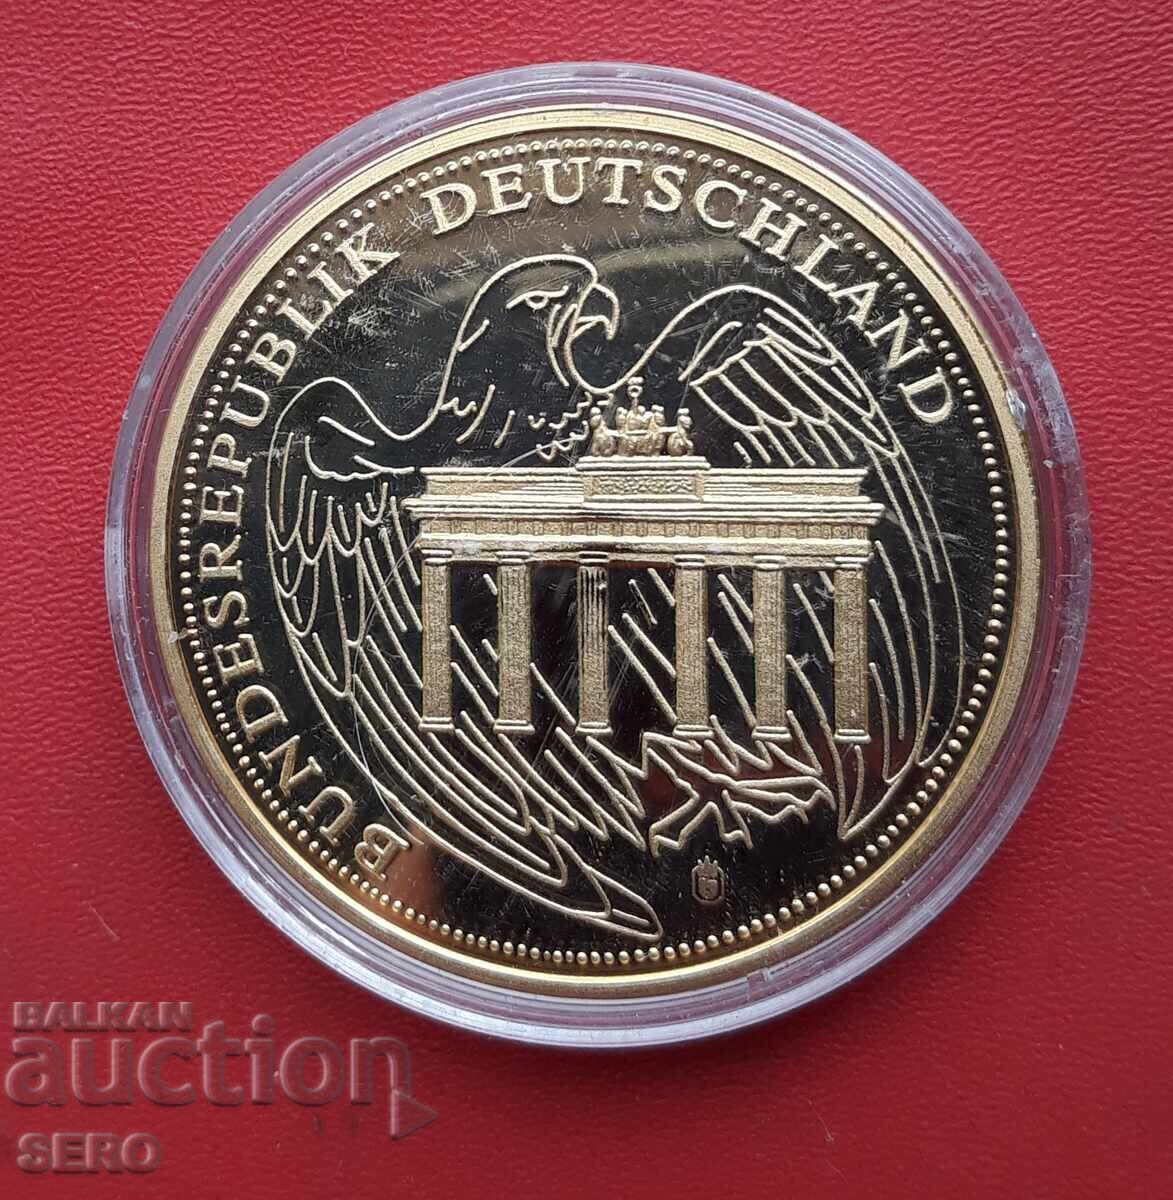 BUNDESREPUBLIK DEUTSCHLAND
BALKAN
auction
SERO